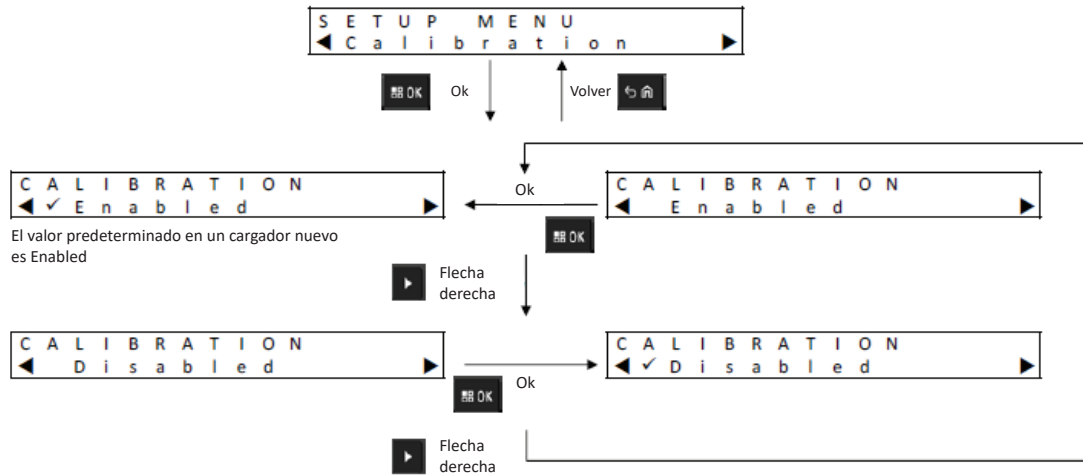 SETUP MENU
◀Calibration ▶
OK Ok Volver
CALIBRATION
◀✓Enabled ▶
Ok
OK
CALIBRATION
◀ Enabled ▶
El valor predeterminado en un cargador nuevo
es Enabled
Flecha
derecha
CALIBRATION
◀ Disabled ▶
Ok
OK
CALIBRATION
◀✓Disabled ▶
Flecha
derecha